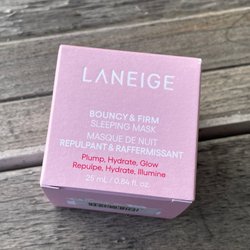 LANEIGE
BOUNCY & FIRM
SLEEPING MASK
MASQUE DE NUIT
REPULPANT & RAFFERMISSANT
Plump, Hydrate, Glow
Repulpe, Hydrate, Illumine
25 mL / 0.84 fl. oz.